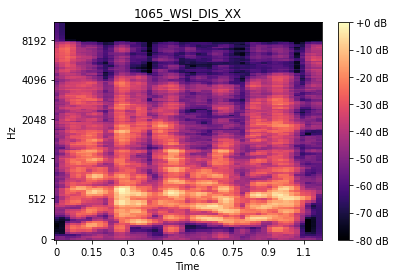 1065_WSI_DIS_XX
+0 dB
8192
-10 dB
4096
-20 dB
-30 dB
2048
Hz
-40 dB
1024
-50 dB
512
-60 dB
-70 dB
0
-80 dB
0 0.15 0.3 0.45 0.6 0.75 0.9 1.1
Time